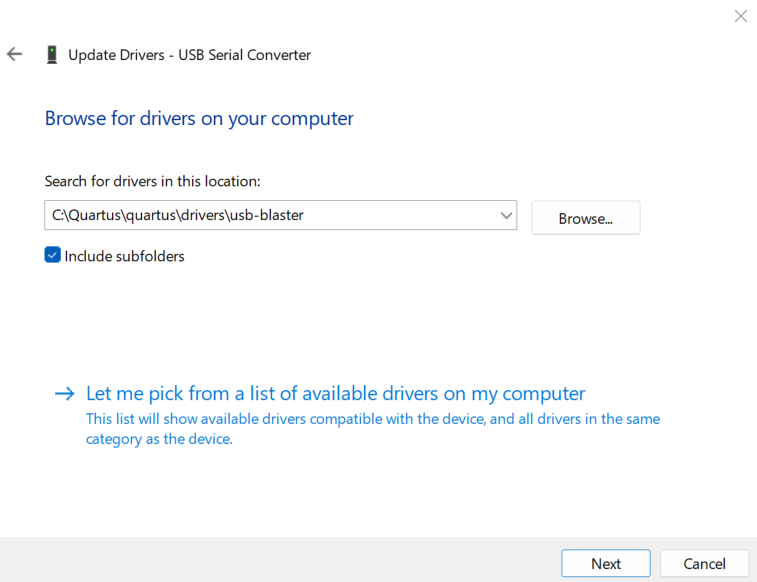 Update Drivers - USB Serial Converter
Browse for drivers on your computer
Search for drivers in this location:
C:\Quartus\quartus\drivers\usb-blaster
Browse...
Include subfolders
Let me pick from a list of available drivers on my computer
This list will show available drivers compatible with the device, and all drivers in the same
category as the device.
Next
Cancel